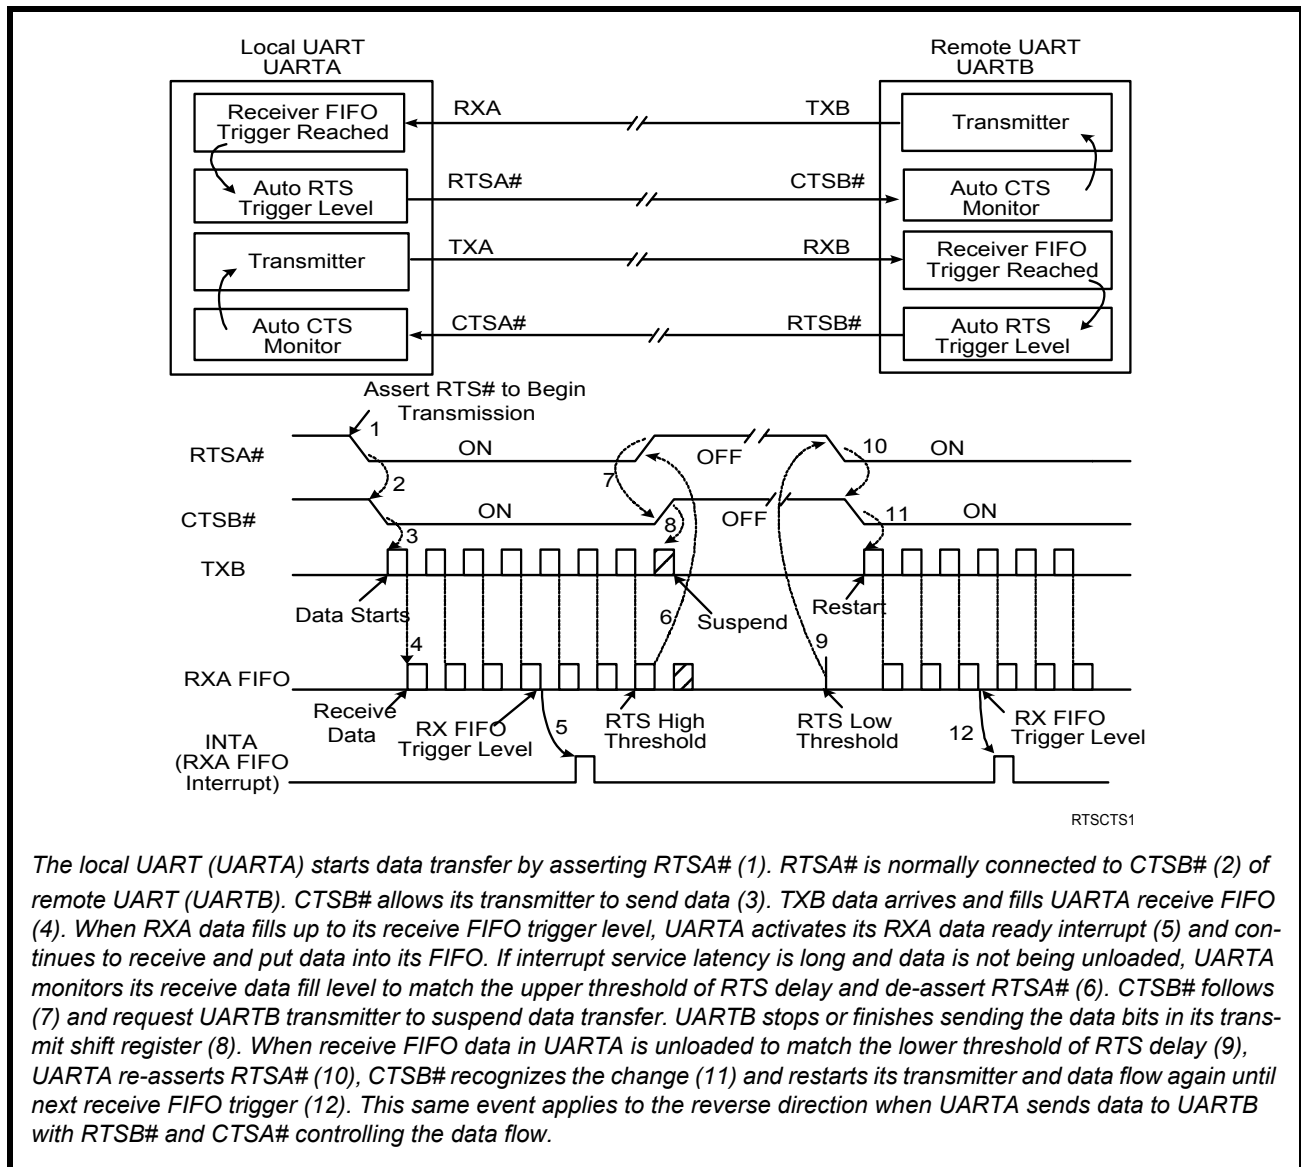 Local UART
UARTA
Remote UART
UARTB
Receiver FIFO
Trigger Reached
RXA
TXB
Transmitter
Auto RTS
Trigger Level
RTSA#
CTSB#
Auto CTS
Monitor
Transmitter
TXA
RXB
Receiver FIFO
Trigger Reached
Auto CTS
Monitor
CTSA#
RTSB#
Auto RTS
Trigger Level
Assert RTS# to Begin
Transmission
1
RTSA#
ON
OFF
10
ON
2
7
CTSB#
ON
8
OFF
11
ON
3
TXB
Data Starts
6
Suspend
Restart
4
9
RXA FIFO
Receive
Data
RX FIFO
Trigger Level
5
RTS High
Threshold
RTS Low
Threshold
12
RX FIFO
Trigger Level
INTA
(RXA FIFO
Interrupt)
RTSCTS1
The local UART (UARTA) starts data transfer by asserting RTSA# (1). RTSA# is normally connected to CTSB# (2) of
remote UART (UARTB). CTSB# allows its transmitter to send data (3). TXB data arrives and fills UARTA receive FIFO
(4). When RXA data fills up to its receive FIFO trigger level, UARTA activates its RXA data ready interrupt (5) and con-
tinues to receive and put data into its FIFO. If interrupt service latency is long and data is not being unloaded, UARTA
monitors its receive data fill level to match the upper threshold of RTS delay and de-assert RTSA# (6). CTSB# follows
(7) and request UARTB transmitter to suspend data transfer. UARTB stops or finishes sending the data bits in its trans-
mit shift register (8). When receive FIFO data in UARTA is unloaded to match the lower threshold of RTS delay (9),
UARTA re-asserts RTSA# (10), CTSB# recognizes the change (11) and restarts its transmitter and data flow again until
next receive FIFO trigger (12). This same event applies to the reverse direction when UARTA sends data to UARTB
with RTSB# and CTSA# controlling the data flow.